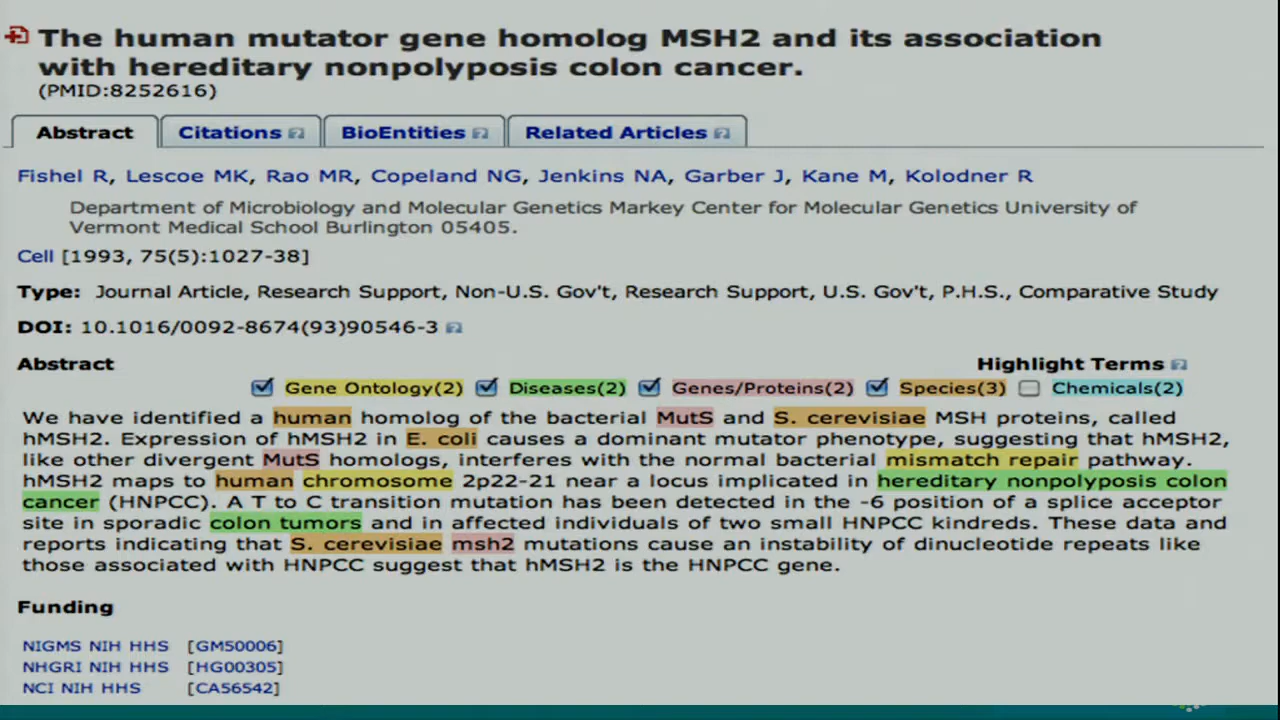 The human mutator gene homolog MSH2 and its association
with hereditary nonpolyposis colon cancer.
(PMID:8252616)
Abstract Citations BioEntities Related Articles
Fishel R, Lescoe MK, Rao MR, Copeland NG, Jenkins NA, Garber J, Kane M, Kolodner R
Department of Microbiology and Molecular Genetics Markey Center for Molecular Genetics University of
Vermont Medical School Burlington 05405.
Cell [1993, 75(5):1027-38]
Type: Journal Article, Research Support, Non-U.S. Gov't, Research Support, U.S. Gov't, P.H.S., Comparative Study
DOI: 10.1016/0092-8674(93)90546-3
Abstract Highlight Terms
Gene Ontology(2) Diseases(2) Genes/Proteins(2) Species(3) Chemicals(2)
We have identified a human homolog of the bacterial MutS and S. cerevisiae MSH proteins, called
hMSH2. Expression of hMSH2 in E. coli causes a dominant mutator phenotype, suggesting that hMSH2,
like other divergent MutS homologs, interferes with the normal bacterial mismatch repair pathway.
hMSH2 maps to human chromosome 2p22-21 near a locus implicated in hereditary nonpolyposis colon
cancer (HNPCC). A T to C transition mutation has been detected in the -6 position of a splice acceptor
site in sporadic colon tumors and in affected individuals of two small HNPCC kindreds. These data and
reports indicating that S. cerevisiae msh2 mutations cause an instability of dinucleotide repeats like
those associated with HNPCC suggest that hMSH2 is the HNPCC gene.
Funding
NIGMS NIH HHS [GM50006]
NHGRI NIH HHS [HG00305]
NCI NIH HHS [CA56542]